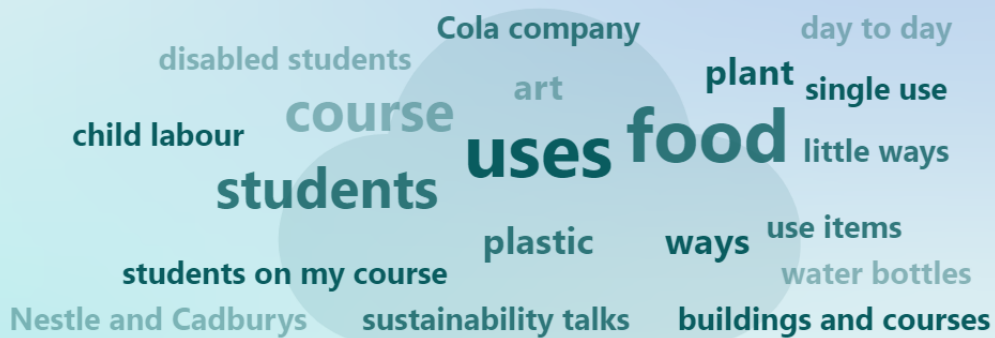 Cola company
day to day
disabled students
plant
art
single use
course
food
child labour
uses
little ways
students
use items
plastic
ways
students on my course
water bottles
Nestle and Cadburys
sustainability talks
buildings and courses